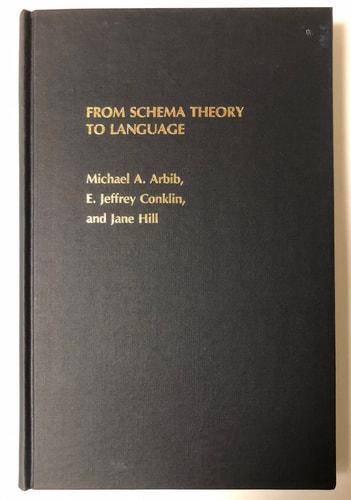 FROM SCHEMA THEORY
TO LANGUAGE
Michael A. Arbib,
E. Jeffrey Conklin,
and Jane Hill